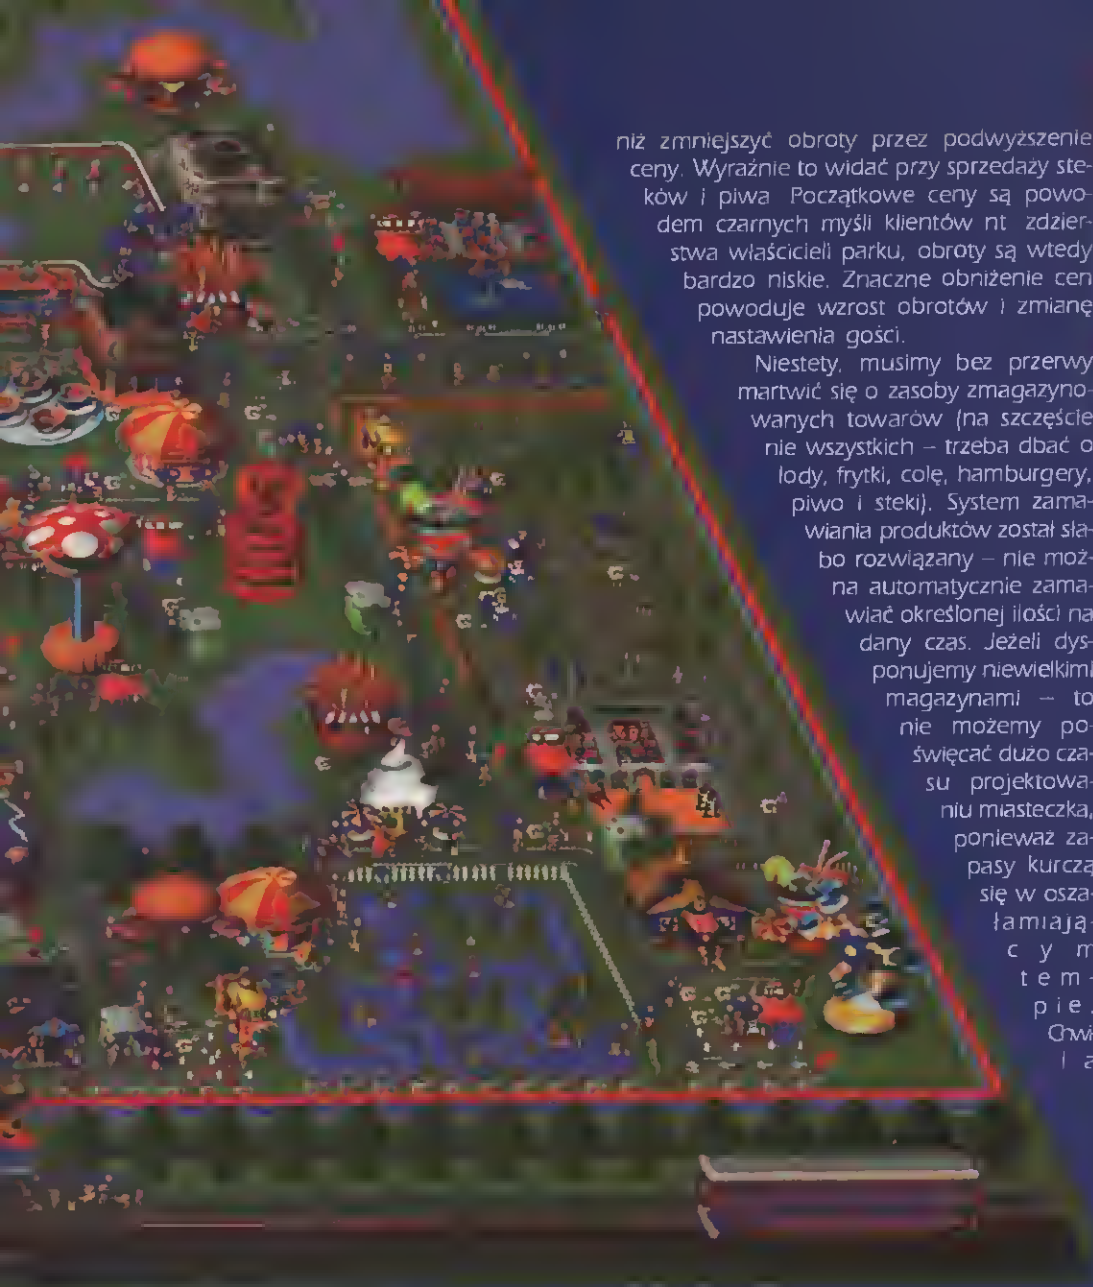 niż zmniejszyć obroty przez podwyższenie
ceny. Wyraźnie to widać przy sprzedaży ste-
ków i piwa Początkowe ceny są powo-
dem czarnych myśli klientów nt zdzier-
stwa właścicieli parku, obroty są wtedy
bardzo niskie. Znaczne obniżenie cen
powoduje wzrost obrotów i zmianę
nastawienia gości.
Niestety, musimy bez przerwy
martwić się o zasoby zmagazyno-
wanych towarów (na szczęście
nie wszystkich – trzeba dbać o
lody, frytki, colę, hamburgery,
piwo i steki). System zama-
wiania produktów został sła-
bo rozwiązany – nie moż-
na automatycznie zama-
wiać określonej ilości na
dany czas. Jeżeli dys-
ponujemy niewielkimi
magazynami – to
nie możemy po-
święcać dużo cza-
su projektowa-
niu miasteczka,
ponieważ za-
pasy kurczą
się w osza-
łamiają-
cym
tem-
pie.
Chwi-
la